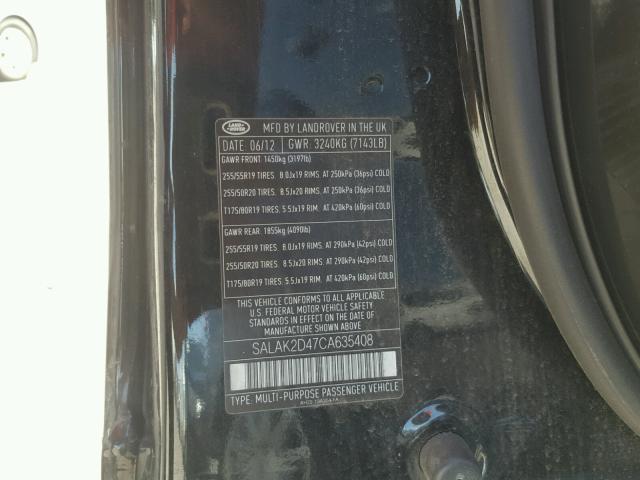 LAND ROVER
MFD BY LANDROVER IN THE UK
DATE 06/12 GWR: 3240KG (7143LB)
GAWR FRONT: 1450kg (3197lb)
255/55R19 TIRES. 8.0Jx19 RIMS. AT 250kPa (36psi) COLD
255/50R20 TIRES. 8.5Jx20 RIMS. AT 250kPa (36psi) COLD
T175/80R19 TIRES. 5.5Jx19 RIM. AT 420kPa (60psi) COLD
GAWR REAR: 1855kg (4090lb)
255/55R19 TIRES. 8.0Jx19 RIMS. AT 290kPa (42psi) COLD
255/50R20 TIRES. 8.5Jx20 RIMS. AT 290kPa (42psi) COLD
T175/80R19 TIRES. 5.5Jx19 RIM. AT 420kPa (60psi) COLD
THIS VEHICLE CONFORMS TO ALL APPLICABLE
U.S. FEDERAL MOTOR VEHICLE SAFETY
STANDARDS IN EFFECT ON THE DATE OF
MANUFACTURE SHOWN ABOVE.
SALAK2D47CA635408
TYPE: MULTI-PURPOSE PASSENGER VEHICLE